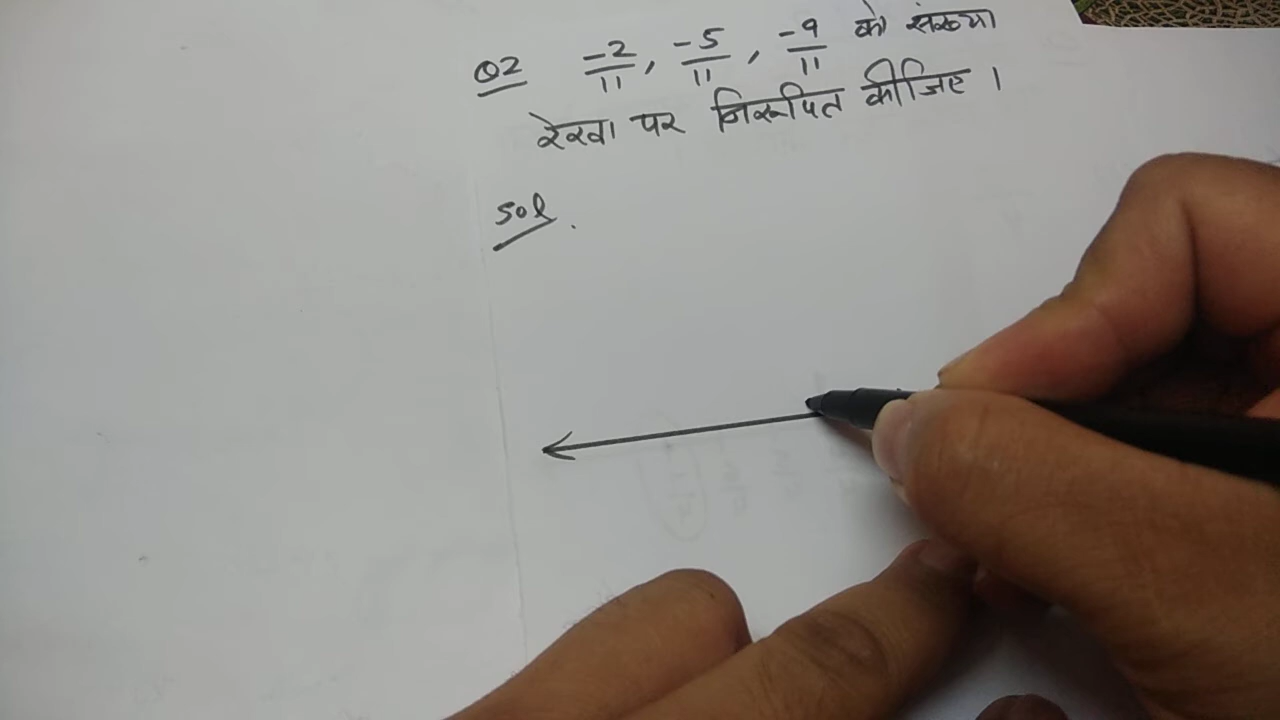 Q2 -2/11, -5/11, -9/11 को संख्या
रेखा पर निरूपित कीजिए ।
Sol.